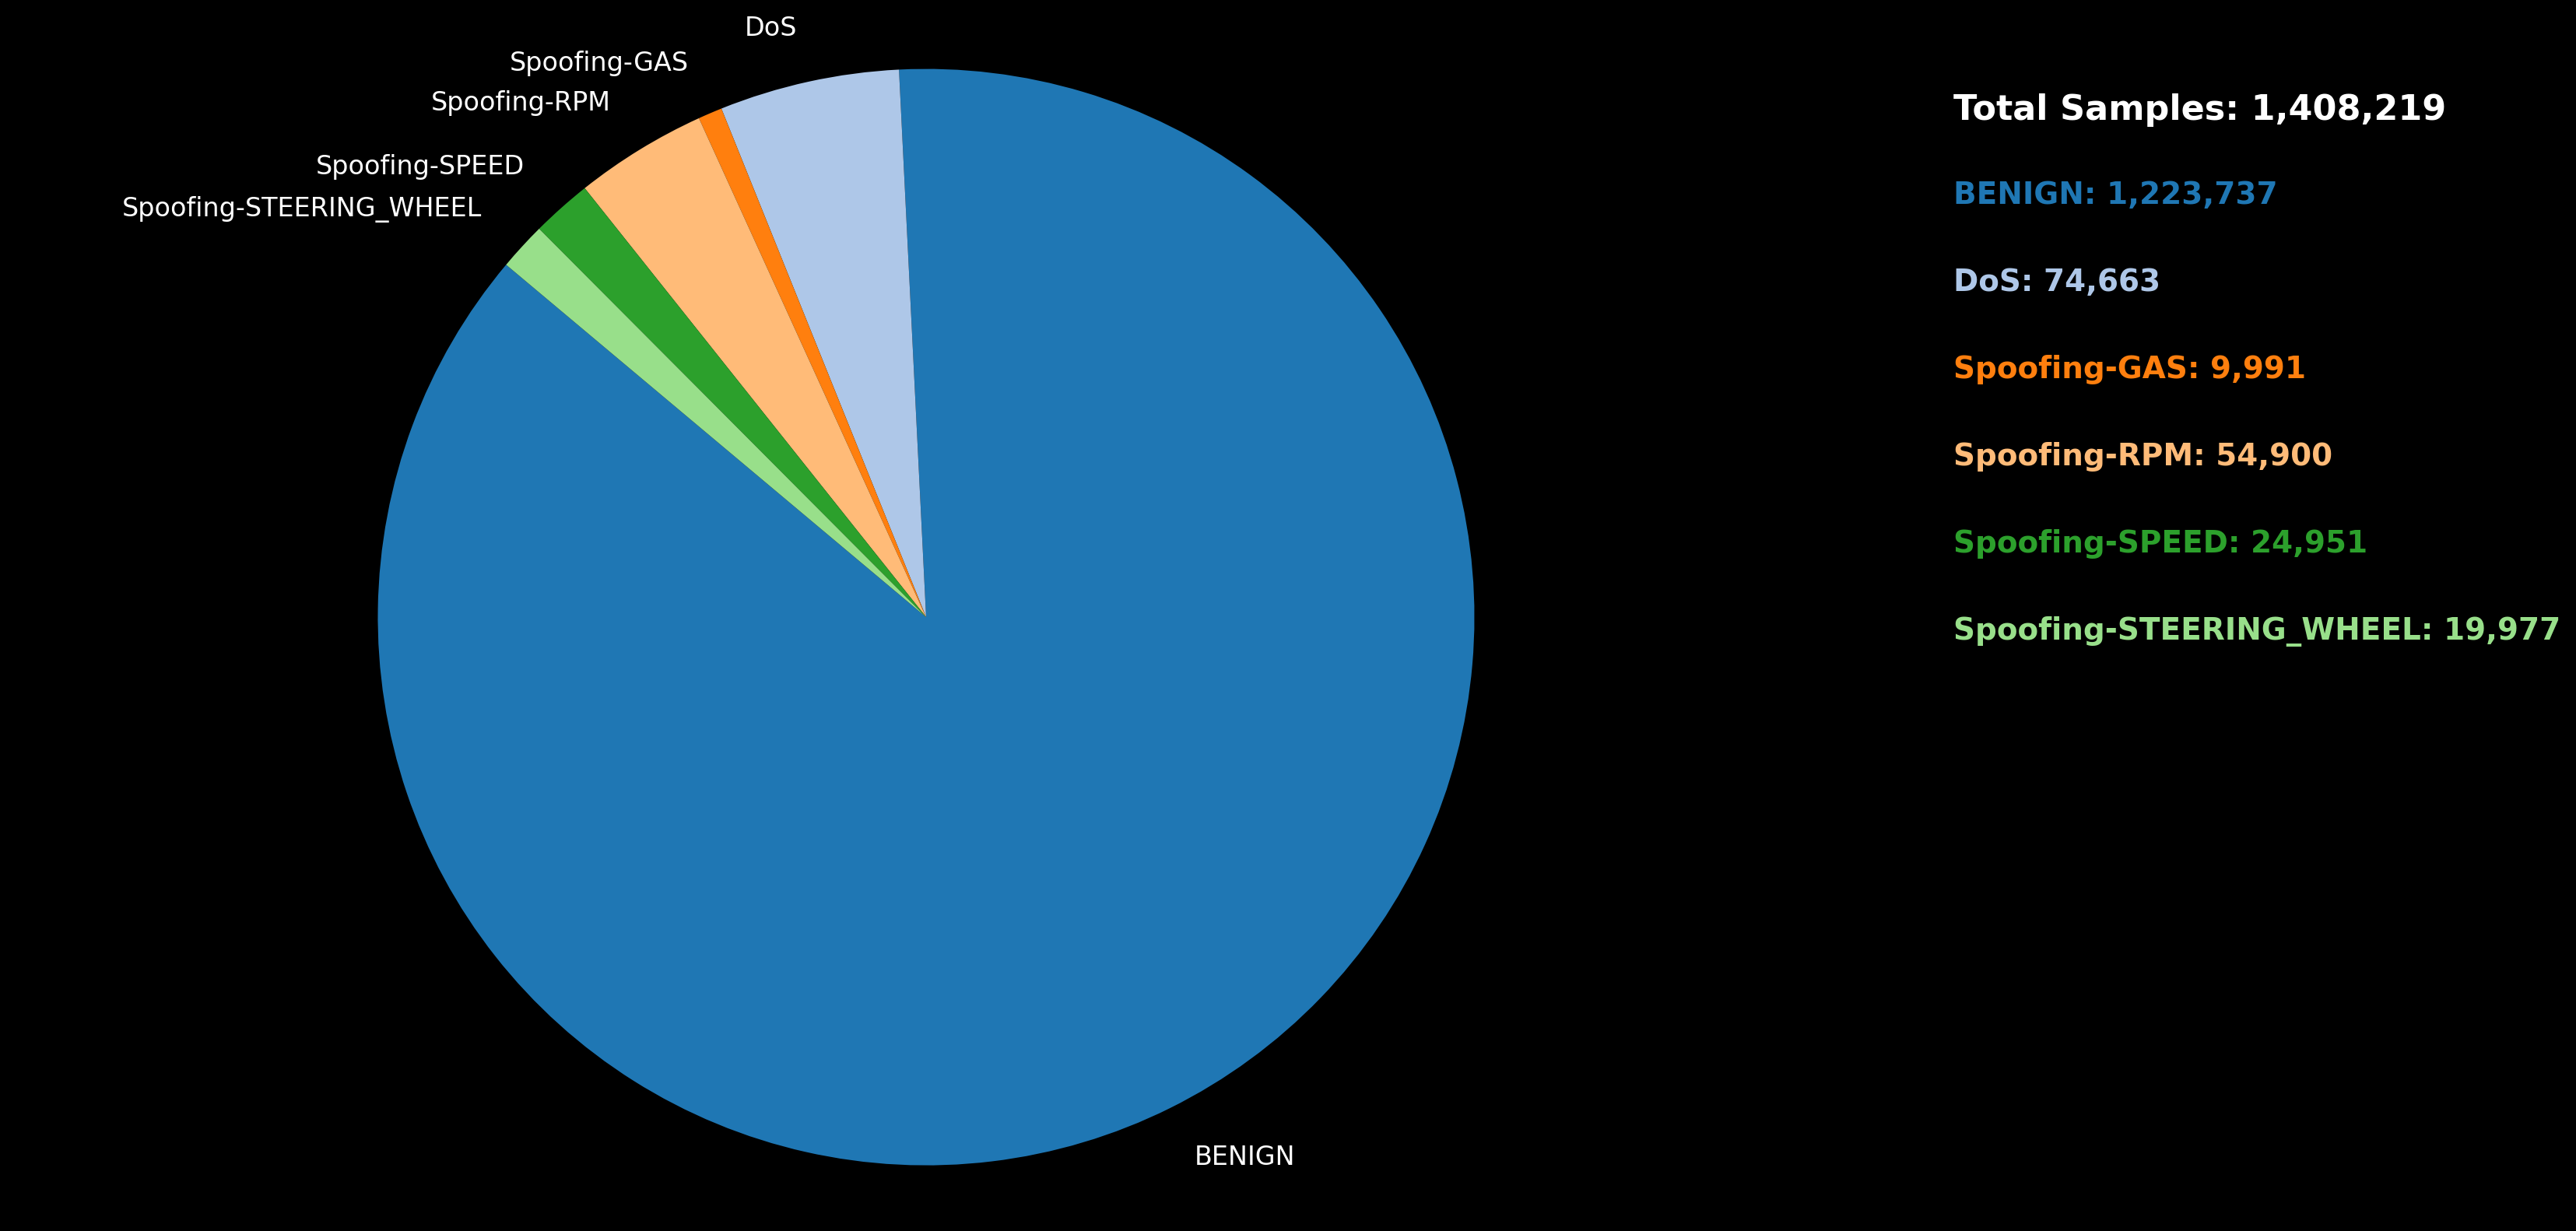 DoS
Spoofing-GAS
Spoofing-RPM
Spoofing-SPEED
Spoofing-STEERING_WHEEL
BENIGN
Total Samples: 1,408,219
BENIGN: 1,223,737
DoS: 74,663
Spoofing-GAS: 9,991
Spoofing-RPM: 54,900
Spoofing-SPEED: 24,951
Spoofing-STEERING_WHEEL: 19,977